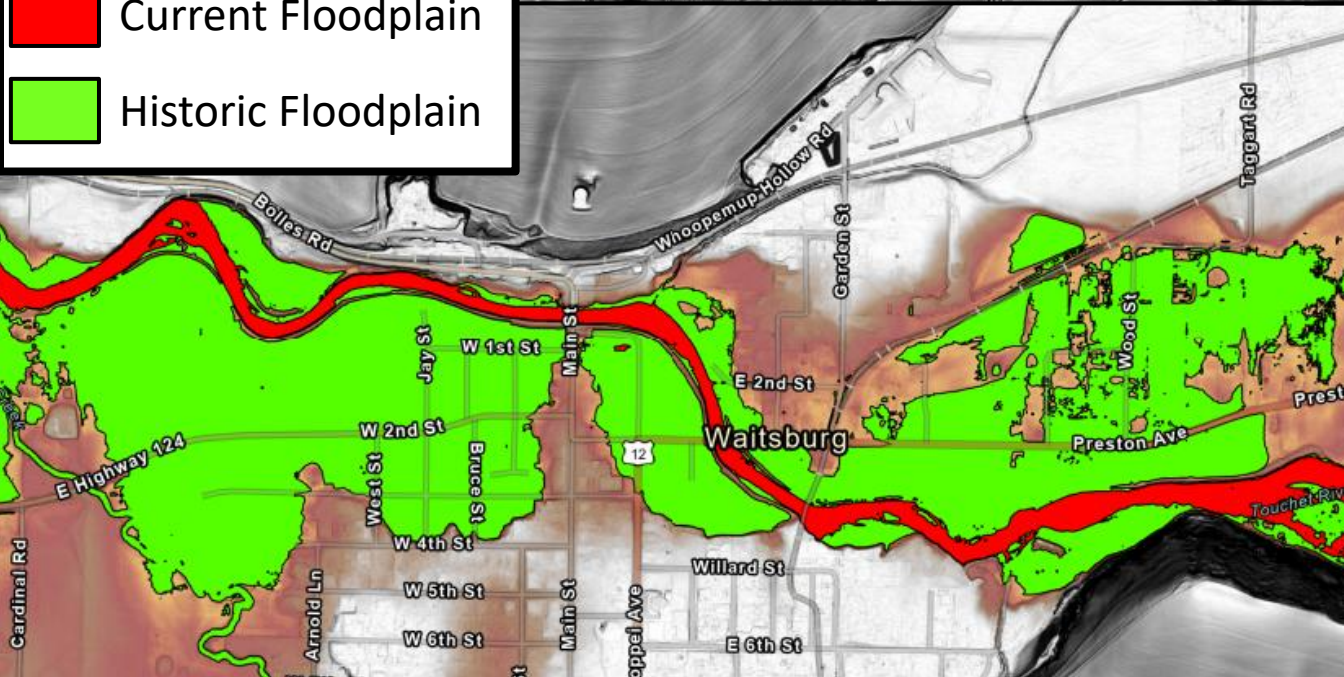 Current Floodplain
Historic Floodplain
Taggart Rd
Whoopemup Hollow Rd
Bolles Rd
Garden St
Wood St
Main St
Jay St
W 1st St
E 2nd St
Prest
W 2nd St
Waitsburg
Preston Ave
12
E Highway 124
West St
Bruce St
Touchet Riv
W 4th St
Willard St
Cardinal Rd
Arnold Ln
W 5th St
Main St
oppei Ave
W 6th St
E 6th St